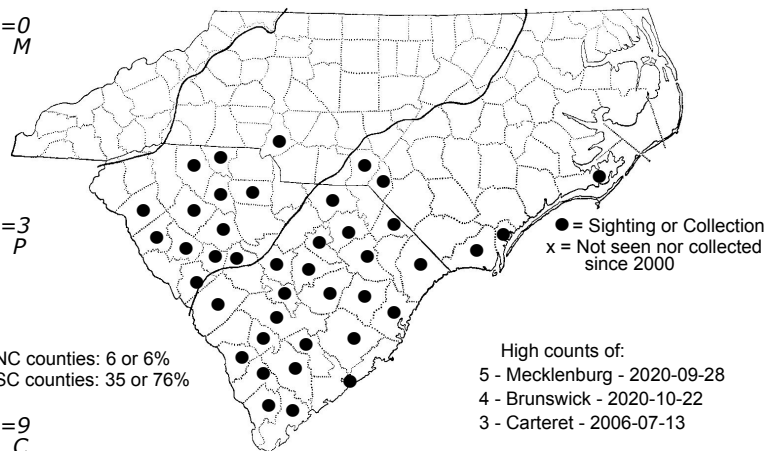 =0
M
=3
P
● = Sighting or Collection
x = Not seen nor collected
since 2000
NC counties: 6 or 6%
SC counties: 35 or 76%
High counts of:
5 - Mecklenburg - 2020-09-28
4 - Brunswick - 2020-10-22
3 - Carteret - 2006-07-13
=9
C